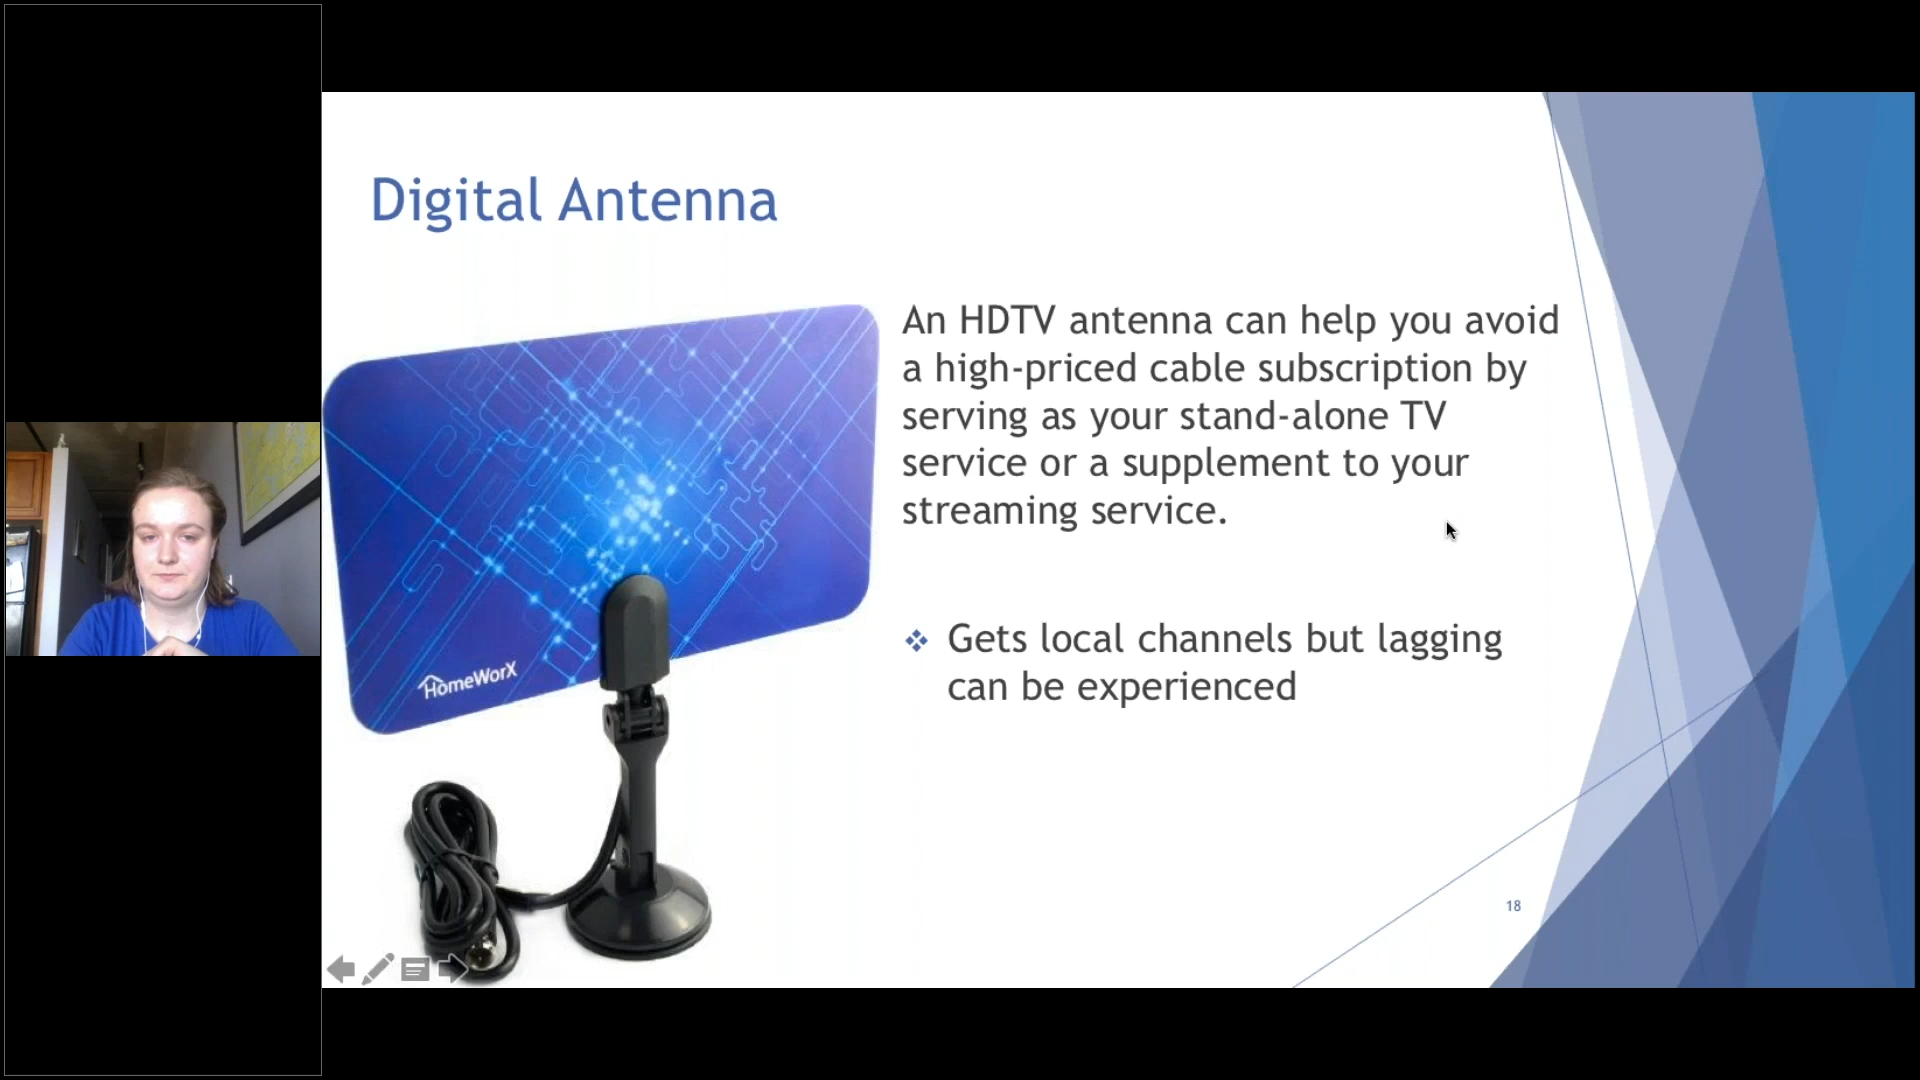 Digital Antenna
An HDTV antenna can help you avoid
a high-priced cable subscription by
serving as your stand-alone TV
service or a supplement to your
streaming service.
Gets local channels but lagging
can be experienced
HomeWorX
18